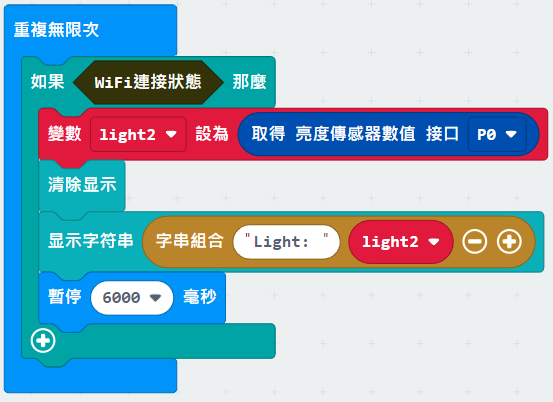 重複無限次
如果 WiFi連接狀態 那麼
變數 light2 設為 取得 亮度傳感器數值 接口 P0
清除显示
显示字符串 字串組合 "Light: " light2
暫停 6000 毫秒